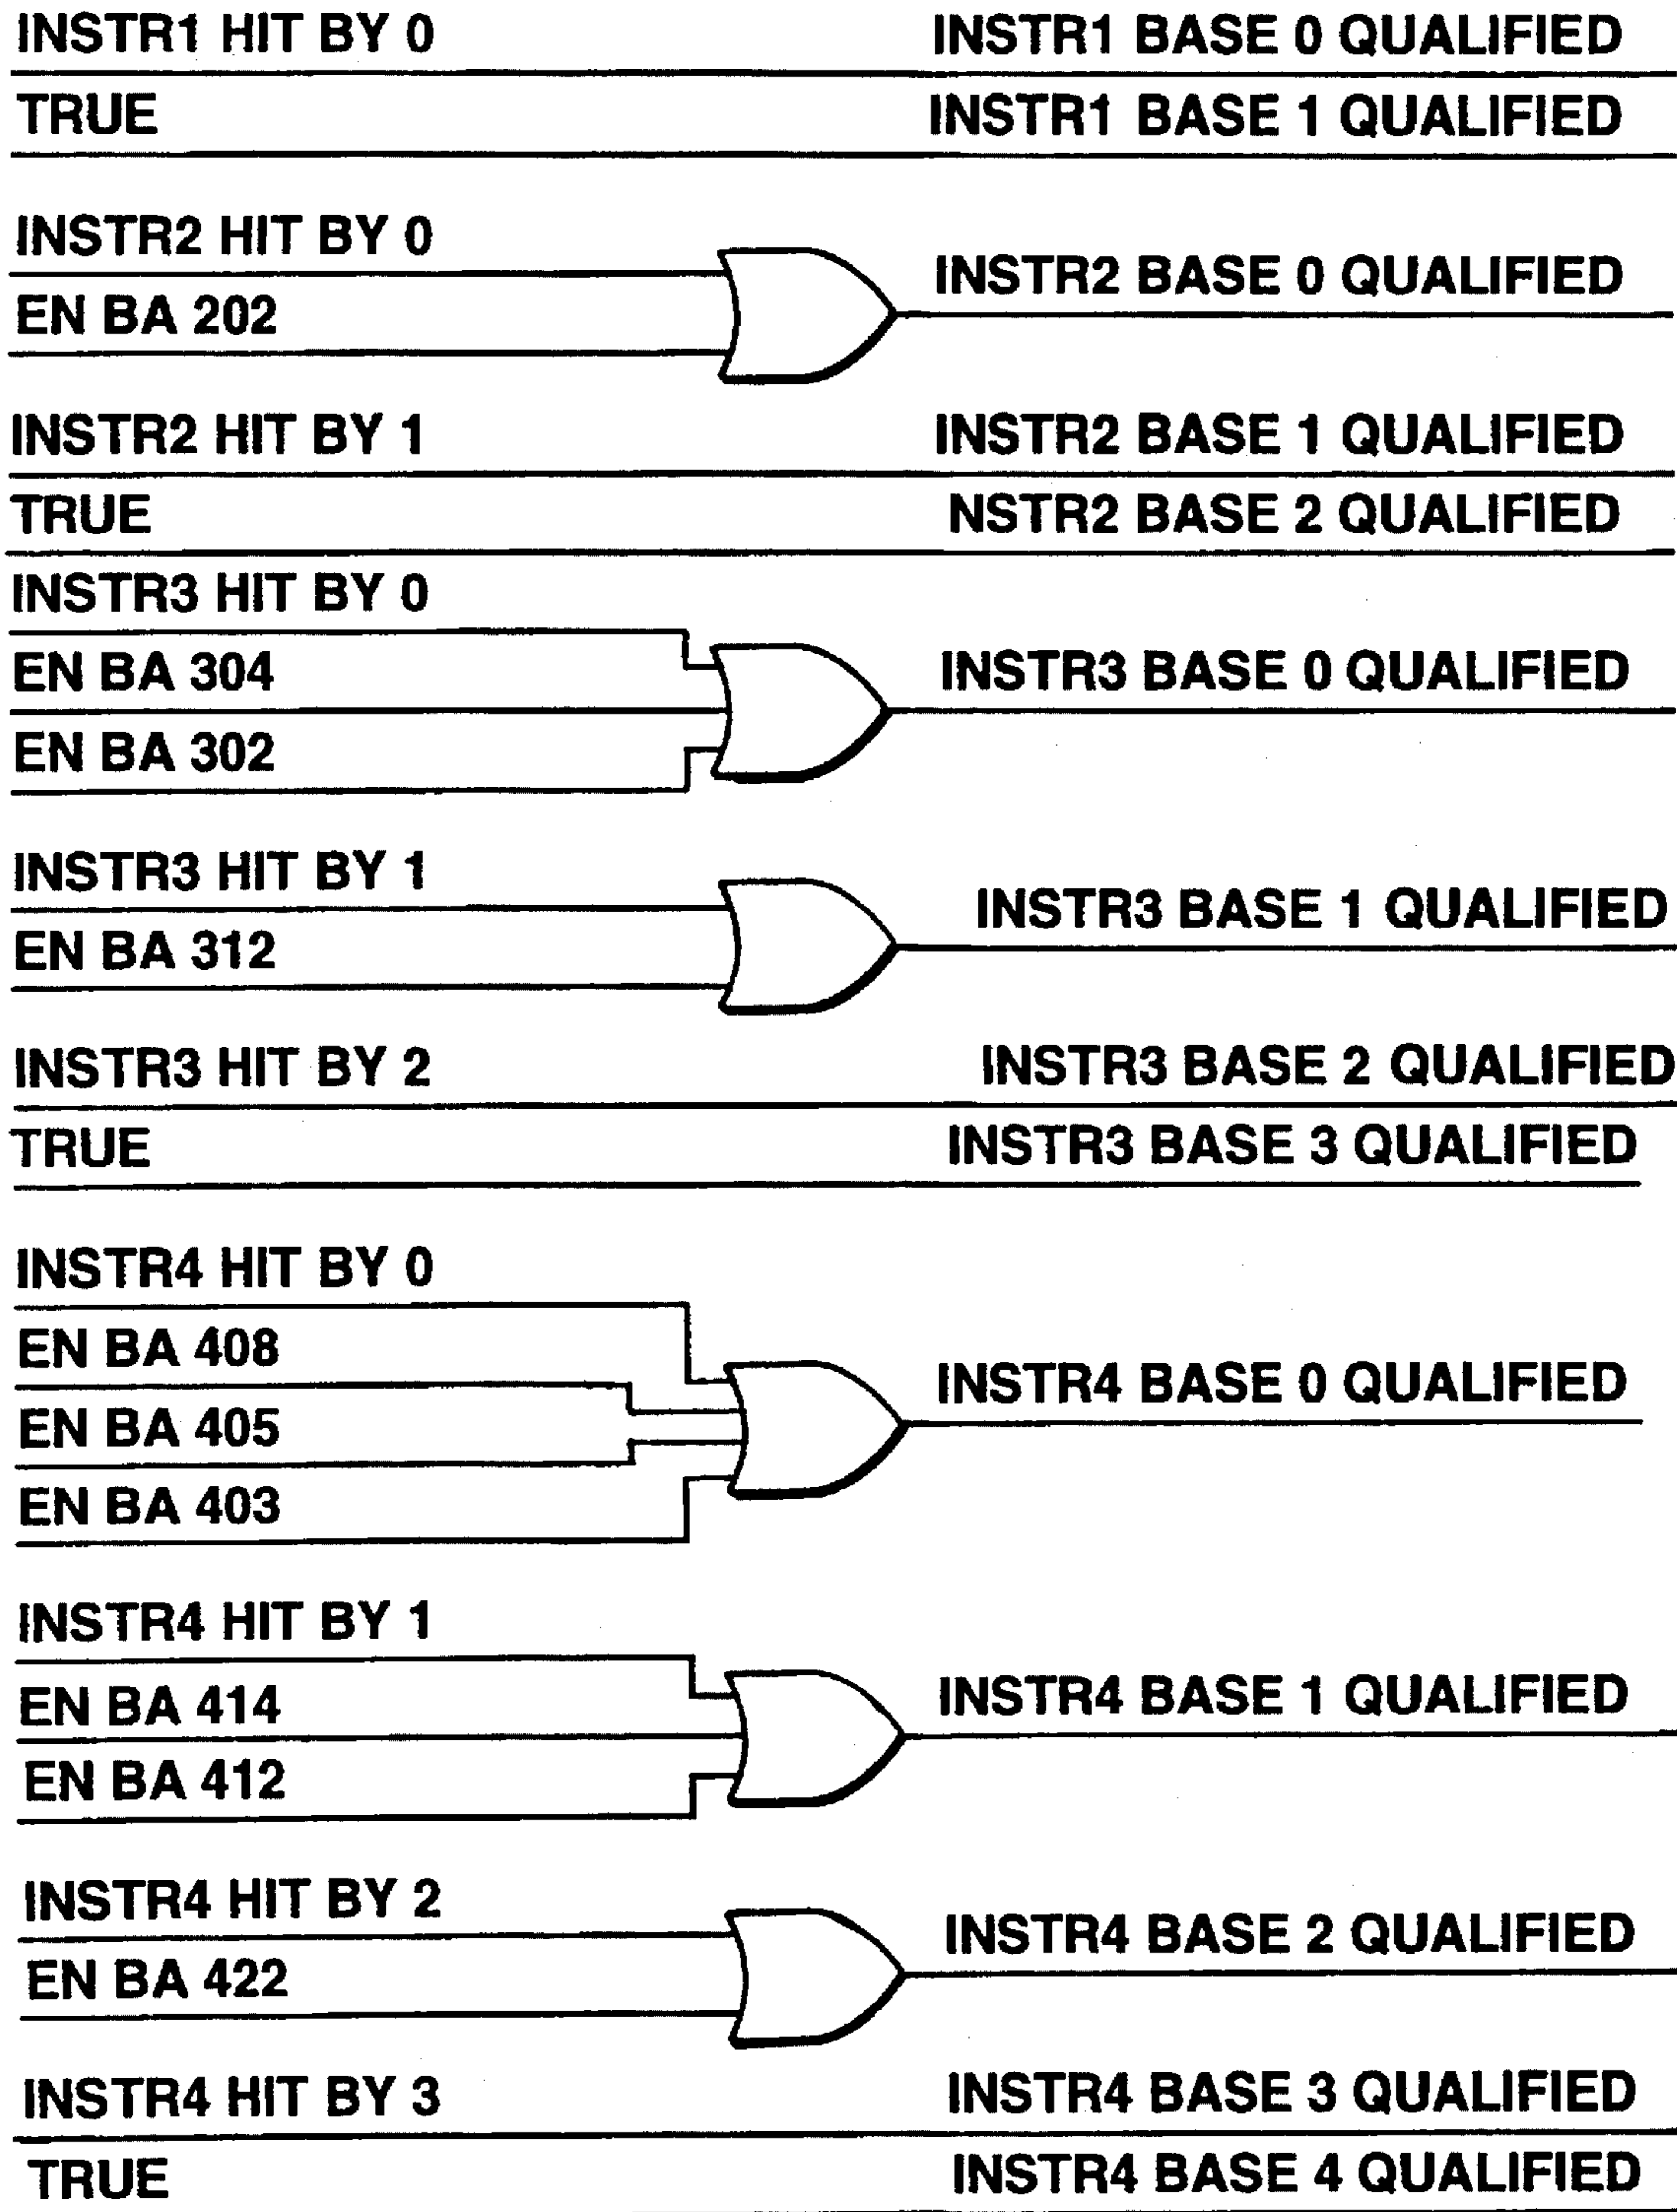 INSTR1 HIT BY 0 INSTR1 BASE 0 QUALIFIED
TRUE INSTR1 BASE 1 QUALIFIED
INSTR2 HIT BY 0
INSTR2 BASE 0 QUALIFIED
EN BA 202
INSTR2 HIT BY 1 INSTR2 BASE 1 QUALIFIED
TRUE NSTR2 BASE 2 QUALIFIED
INSTR3 HIT BY 0
EN BA 304 INSTR3 BASE 0 QUALIFIED
EN BA 302
INSTR3 HIT BY 1
INSTR3 BASE 1 QUALIFIED
EN BA 312
INSTR3 HIT BY 2 INSTR3 BASE 2 QUALIFIED
TRUE INSTR3 BASE 3 QUALIFIED
INSTR4 HIT BY 0
EN BA 408
INSTR4 BASE 0 QUALIFIED
EN BA 405
EN BA 403
INSTR4 HIT BY 1
EN BA 414 INSTR4 BASE 1 QUALIFIED
EN BA 412
INSTR4 HIT BY 2
INSTR4 BASE 2 QUALIFIED
EN BA 422
INSTR4 HIT BY 3 INSTR4 BASE 3 QUALIFIED
TRUE INSTR4 BASE 4 QUALIFIED